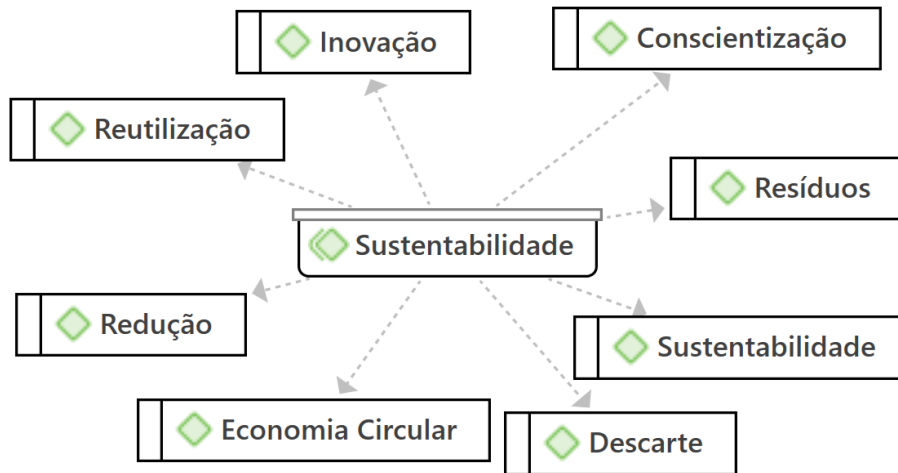 Inovação
Conscientização
Reutilização
Resíduos
Sustentabilidade
Redução
Sustentabilidade
Economia Circular
Descarte